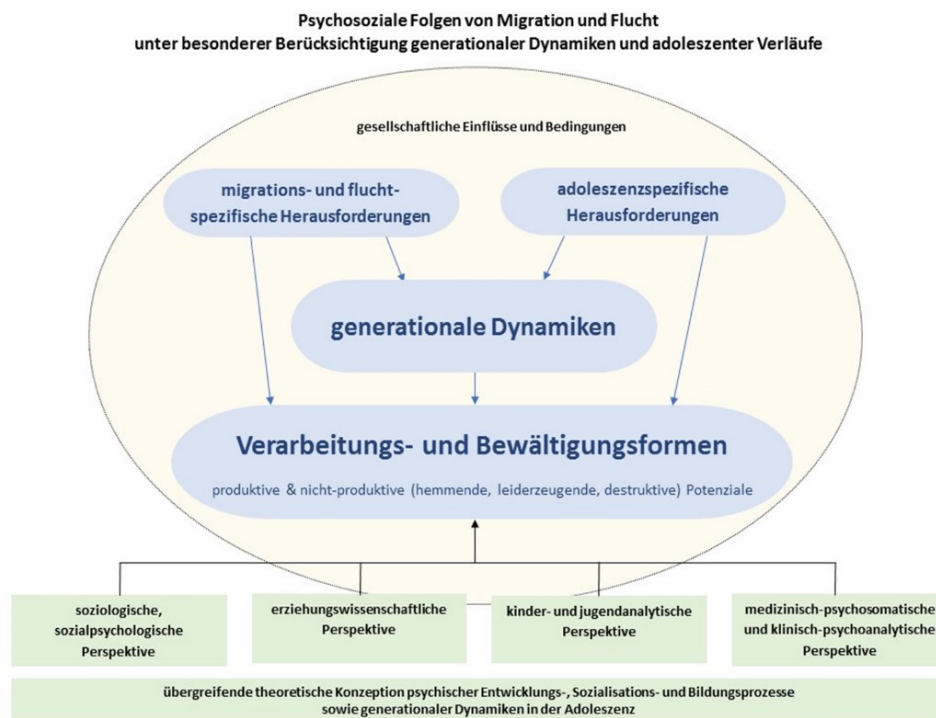 Psychosoziale Folgen von Migration und Flucht
unter besonderer Berücksichtigung generationaler Dynamiken und adoleszenter Verläufe
gesellschaftliche Einflüsse und Bedingungen
migrations- und flucht-
spezifische Herausforderungen
adoleszenzspezifische
Herausforderungen
generationale Dynamiken
Verarbeitungs- und Bewältigungsformen
produktive & nicht-produktive (hemmende, leiderzeugende, destruktive) Potenziale
soziologische,
sozialpsychologische
Perspektive
erziehungswissenschaftliche
Perspektive
kinder- und jugendanalytische
Perspektive
medizinisch-psychosomatische
und klinisch-psychoanalytische
Perspektive
übergreifende theoretische Konzeption psychischer Entwicklungs-, Sozialisations- und Bildungsprozesse
sowie generationaler Dynamiken in der Adoleszenz